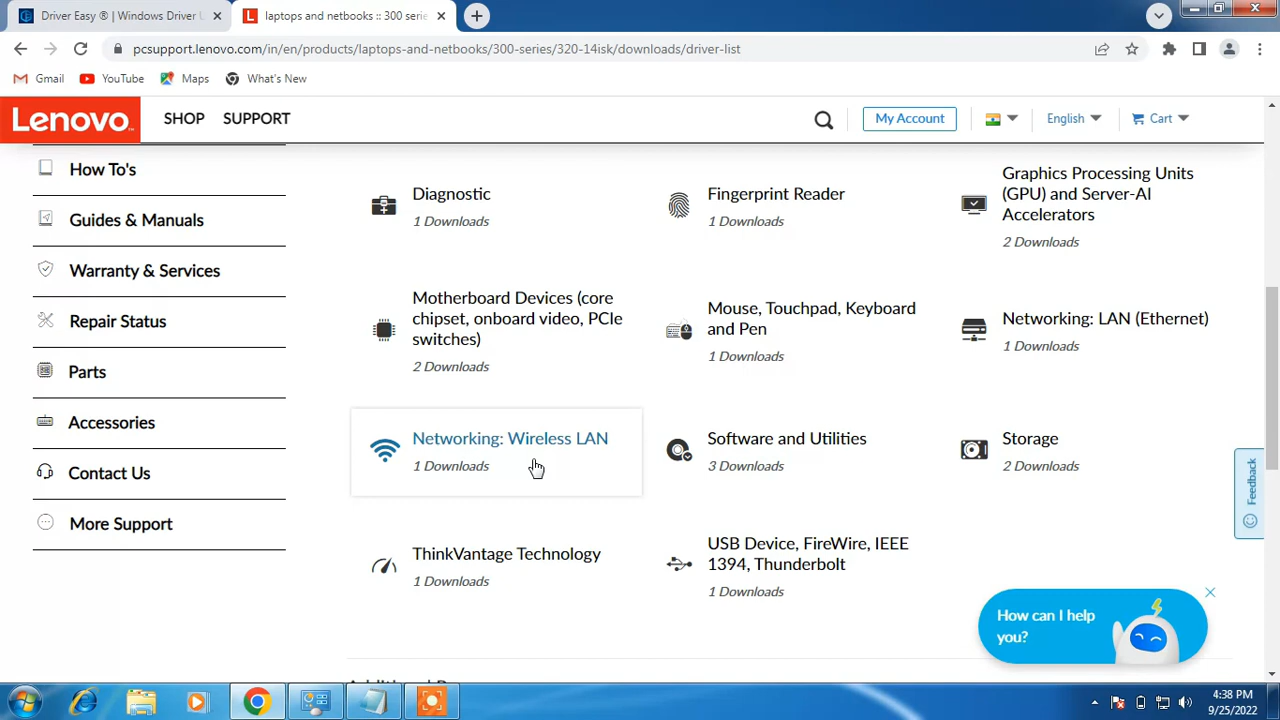 Driver Easy ® | Windows Driver U
laptops and netbooks :: 300 serie
pcsupport.lenovo.com/in/en/products/laptops-and-netbooks/300-series/320-14isk/downloads/driver-list
Gmail YouTube Maps What's New
Lenovo SHOP SUPPORT My Account English Cart
How To's
Guides & Manuals
Warranty & Services
Repair Status
Parts
Accessories
Contact Us
More Support
Diagnostic
1 Downloads
Fingerprint Reader
1 Downloads
Graphics Processing Units
(GPU) and Server-AI
Accelerators
2 Downloads
Motherboard Devices (core
chipset, onboard video, PCIe
switches)
2 Downloads
Mouse, Touchpad, Keyboard
and Pen
1 Downloads
Networking: LAN (Ethernet)
1 Downloads
Networking: Wireless LAN
1 Downloads
Software and Utilities
3 Downloads
Storage
2 Downloads
ThinkVantage Technology
1 Downloads
USB Device, FireWire, IEEE
1394, Thunderbolt
1 Downloads
Feedback
How can I help
you?
4:38 PM
9/25/2022